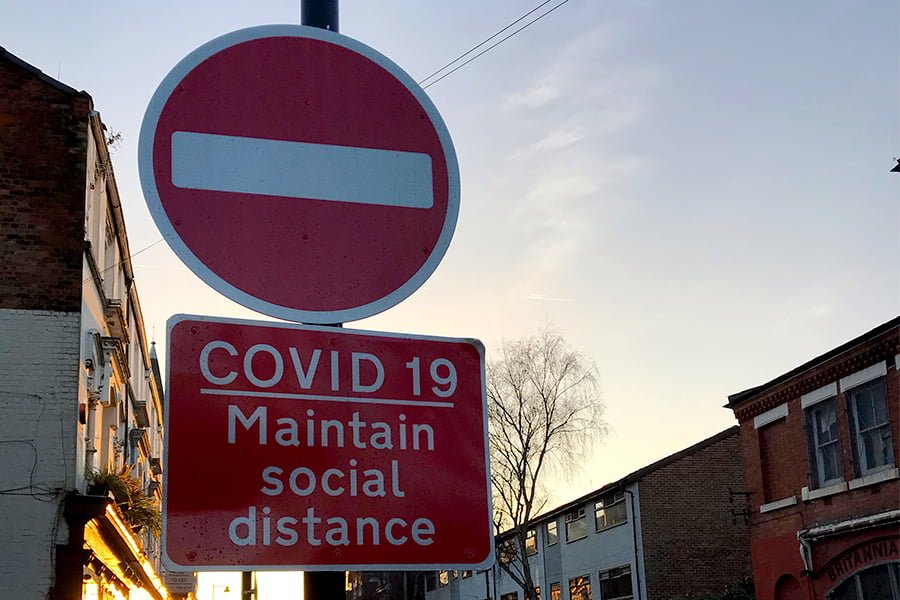 COVID 19
Maintain
social
distance
BRITANNIA